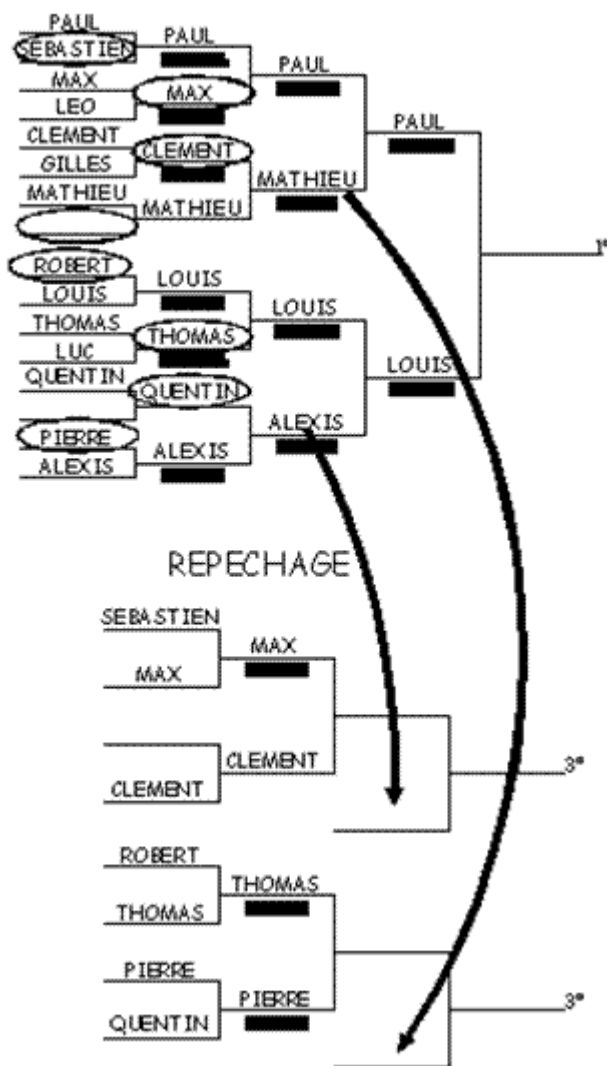 PAUL
SEBASTIEN
PAUL
MAX
PAUL
LEO
MAX
CLEMENT
PAUL
GILLES
CLEMENT
MATHIEU
MATHIEU
MATHIEU
1°
ROBERT
LOUIS
LOUIS
THOMAS
LOUIS
LUC
THOMAS
QUENTIN
LOUIS
QUENTIN
PIERRE
ALEXIS
ALEXIS
ALEXIS
REPECHAGE
SEBASTIEN
MAX
MAX
CLEMENT
3°
CLEMENT
ROBERT
THOMAS
THOMAS
PIERRE
PIERRE
3°
QUENTIN